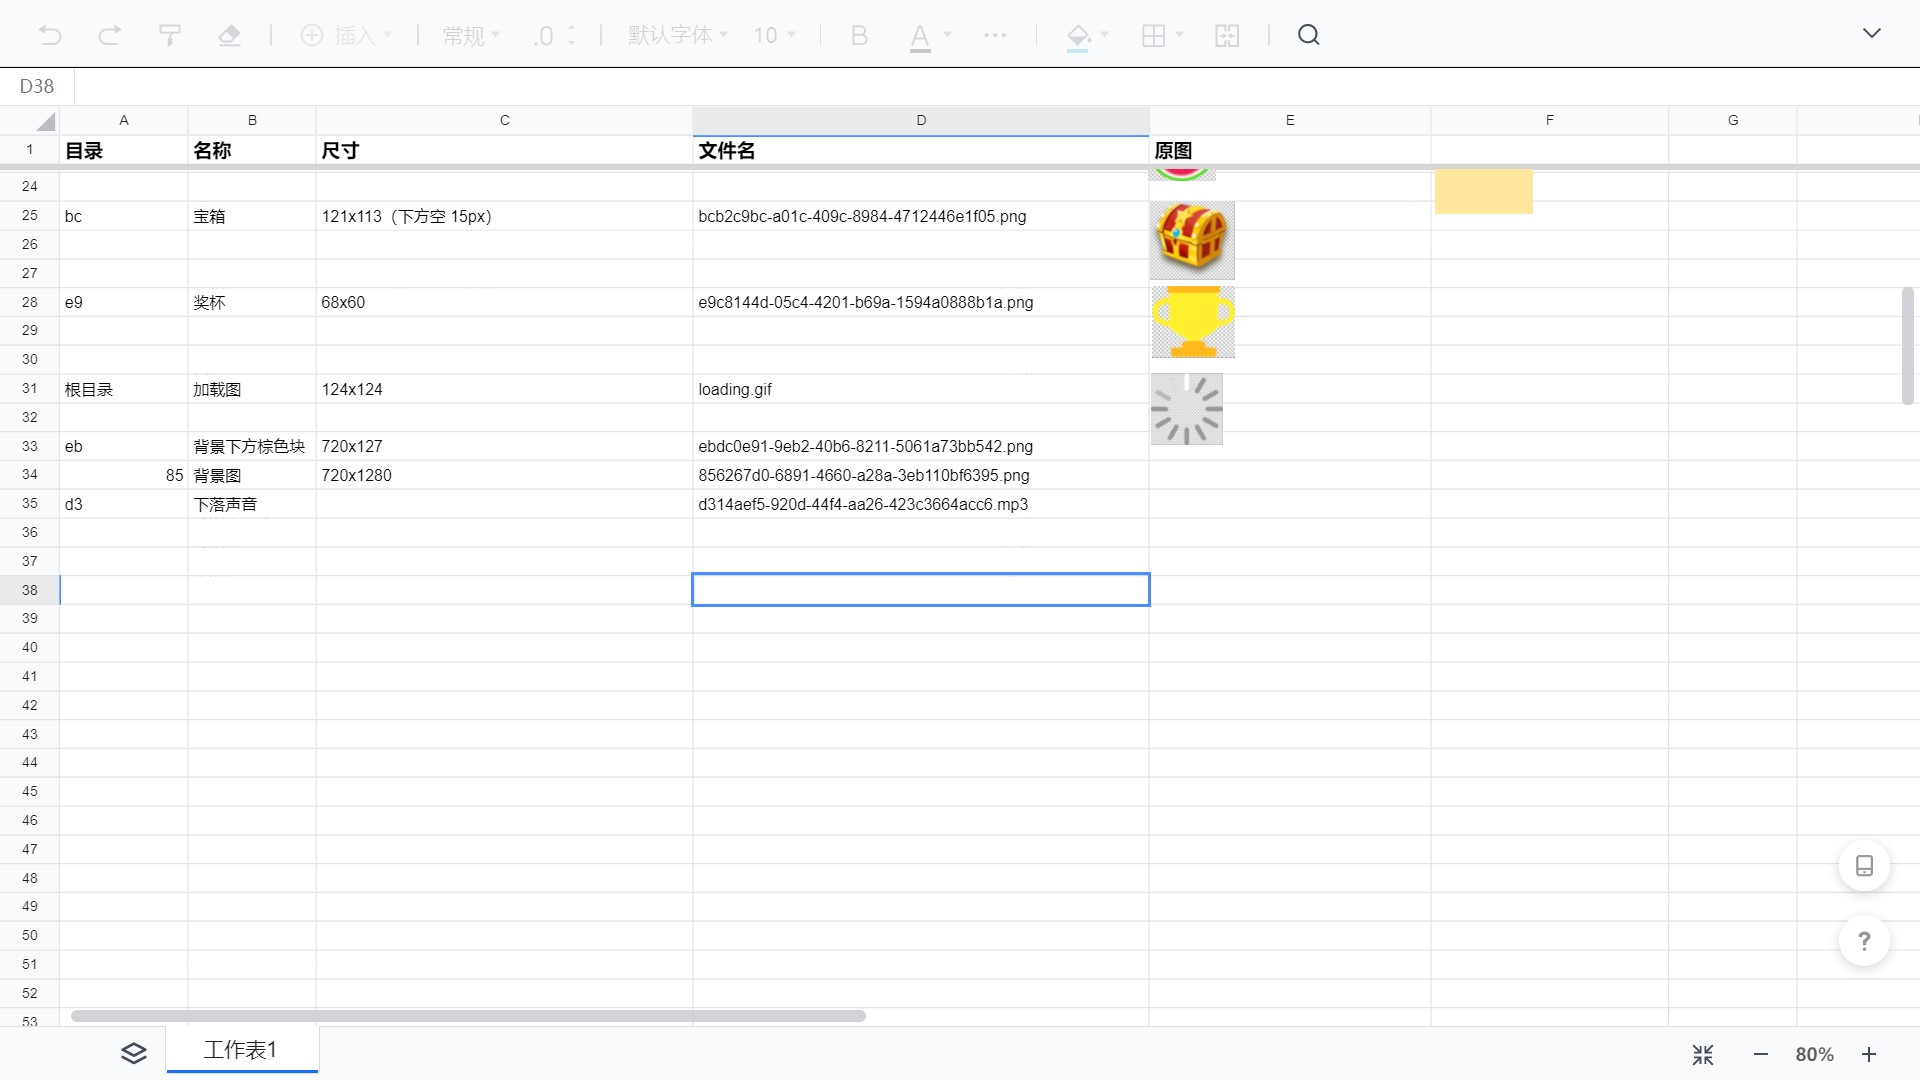 插入 常规 .0 默认字体 10 B A
D38
A B C D E F G
1 目录 名称 尺寸 文件名 原图
24
25 bc 宝箱 121x113（下方空 15px） bcb2c9bc-a01c-409c-8984-4712446e1f05.png
26
27
28 e9 奖杯 68x60 e9c8144d-05c4-4201-b69a-1594a0888b1a.png
29
30
31 根目录 加载图 124x124 loading.gif
32
33 eb 背景下方棕色块 720x127 ebdc0e91-9eb2-40b6-8211-5061a73bb542.png
34 85 背景图 720x1280 856267d0-6891-4660-a28a-3eb110bf6395.png
35 d3 下落声音 d314aef5-920d-44f4-aa26-423c3664acc6.mp3
36
37
38
39
40
41
42
43
44
45
46
47
48
49
50
51
52
53
工作表1 80%